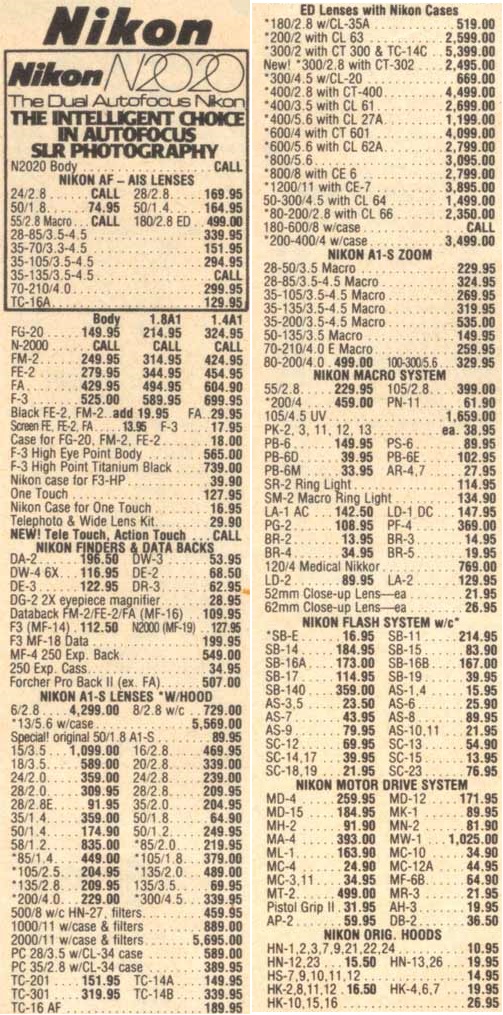 Nikon
Nikon N2020
The Dual Autofocus Nikon
THE INTELLIGENT CHOICE
IN AUTOFOCUS
SLR PHOTOGRAPHY
N2020 Body CALL
NIKON AF – AIS LENSES
24/2.8 CALL 28/2.8 169.95
50/1.8 74.95 50/1.4 164.95
55/2.8 Macro CALL 180/2.8 ED 499.00
28-85/3.5-4.5 339.95
35-70/3.3-4.5 151.95
35-105/3.5-4.5 294.95
35-135/3.5-4.5 CALL
70-210/4.0 299.95
TC-16A 129.95
Body 1.8A1 1.4A1
FG-20 149.95 214.95 324.95
N-2000 CALL CALL CALL
FM-2 249.95 314.95 424.95
FE-2 279.95 344.95 454.95
FA 429.95 494.95 604.90
F-3 525.00 589.95 699.95
Black FE-2, FM-2 add 19.95 FA 29.95
Screen FE, FE-2, FA 13.95 F-3 17.95
Case for FG-20, FM-2, FE-2 18.00
F-3 High Eye Point Body 565.00
F-3 High Point Titanium Black 739.00
Nikon case for F3-HP 39.90
One Touch 127.95
Nikon Case for One Touch 16.95
Telephoto & Wide Lens Kit 29.90
NEW! Tele Touch, Action Touch CALL
NIKON FINDERS & DATA BACKS
DA-2 196.50 DW-3 53.95
DW-4 6X 116.95 DE-2 68.50
DE-3 122.95 DR-3 62.95
DG-2 2X eyepiece magnifier 28.95
Databack FM-2/FE-2/FA (MF-16) 109.95
F3 (MF-14) 112.50 N2000 (MF-19) 127.95
F3 MF-18 Data 199.95
MF-4 250 Exp. Back 549.00
250 Exp. Cass 34.95
Forcher Pro Back II (ex. FA) 507.00
NIKON A1-S LENSES *W/HOOD
6/2.8 4,299.00 8/2.8 w/c 729.00
*13/5.6 w/case 5,569.00
Special! original 50/1.8 A1-S 89.95
15/3.5 1,099.00 16/2.8 469.95
18/3.5 589.00 20/2.8 339.00
24/2.0 359.00 24/2.8 239.00
28/2.0 309.95 28/2.8 209.95
28/2.8E 91.95 35/2.0 204.95
35/1.4 359.00 50/1.8 64.90
50/1.4 174.90 50/1.2 249.95
58/1.2 835.00 *85/2.0 219.95
*85/1.4 449.00 *105/1.8 379.00
*105/2.5 204.95 *135/2.0 489.00
*135/2.8 209.95 135/3.5 69.95
*200/4.0 229.00 *300/4.5 339.95
500/8 w/c HN-27, filters 459.95
1000/11 w/case & filters 889.00
2000/11 w/case & filters 5,695.00
PC 28/3.5 w/CL-34 case 589.00
PC 35/2.8 w/CL-34 case 389.95
TC-201 151.95 TC-14A 149.95
TC-301 319.95 TC-14B 339.95
TC-16 AF 189.95
ED Lenses with Nikon Cases
*180/2.8 w/CL-35A 519.00
*200/2 with CL 63 2,599.00
*300/2 with CT 300 & TC-14C 5,399.00
New! *300/2.8 with CT-302 2,495.00
*300/4.5 w/CL-20 669.00
*400/2.8 with CT-400 4,499.00
*400/3.5 with CL 61 2,699.00
*400/5.6 with CL 27A 1,199.00
*600/4 with CT 601 4,099.00
*600/5.6 with CL 62A 2,799.00
*800/5.6 3,095.00
*800/8 with CE 6 2,799.00
*1200/11 with CE-7 3,895.00
50-300/4.5 with CL 64 1,499.00
*80-200/2.8 with CL 66 2,350.00
180-600/8 w/case CALL
*200-400/4 w/case 3,499.00
NIKON A1-S ZOOM
28-50/3.5 Macro 229.95
28-85/3.5-4.5 Macro 324.95
35-105/3.5-4.5 Macro 269.95
35-135/3.5-4.5 Macro 319.95
35-200/3.5-4.5 Macro 535.00
50-135/3.5 Macro 149.95
70-210/4.0 E Macro 259.95
80-200/4.0 499.00 100-300/5.6 329.95
NIKON MACRO SYSTEM
55/2.8 229.95 105/2.8 399.00
*200/4 459.00 PN-11 61.90
105/4.5 UV 1,659.00
PK-2, 3, 11, 12, 13 ea. 38.95
PB-6 149.95 PS-6 89.95
PB-6D 39.95 PB-6E 102.95
PB-6M 33.95 AR-4,7 27.95
SR-2 Ring Light 114.95
SM-2 Macro Ring Light 134.90
LA-1 AC 142.50 LD-1 DC 147.95
PG-2 108.95 PF-4 369.00
BR-2 13.95 BR-3 14.95
BR-4 34.95 BR-5 19.95
120/4 Medical Nikkor 769.00
LD-2 89.95 LA-2 129.95
52mm Close-up Lens—ea 21.95
62mm Close-up Lens—ea 26.95
NIKON FLASH SYSTEM w/c*
*SB-E 16.95 SB-11 214.95
SB-14 184.95 SB-15 83.90
SB-16A 173.00 SB-16B 167.00
SB-17 114.95 SB-19 39.95
SB-140 359.00 AS-1,4 15.95
AS-3,5 23.50 AS-6 25.90
AS-7 43.95 AS-8 89.95
AS-9 79.95 AS-10,11 21.95
SC-12 69.95 SC-13 54.90
SC-14,17 39.95 SC-15 13.95
SC-18,19 21.95 SC-23 76.95
NIKON MOTOR DRIVE SYSTEM
MD-4 259.95 MD-12 171.95
MD-15 184.95 MK-1 89.95
MH-2 91.90 MN-2 81.90
MA-4 393.00 MW-1 1,025.00
ML-1 163.90 MC-10 34.90
MC-4 24.90 MC-12A 44.95
MC-3,11 34.95 MF-6B 64.90
MT-2 499.00 MR-3 21.95
Pistol Grip II 31.95 AH-3 19.95
AP-2 59.95 DB-2 36.50
NIKON ORIG. HOODS
HN-1,2,3,7,9,21,22,24 10.95
HN-12,23 15.50 HN-13,26 19.95
HS-7,9,10,11,12 14.95
HK-2,8,11,12 16.50 HK-4,6,7 19.95
HK-10,15,16 26.95